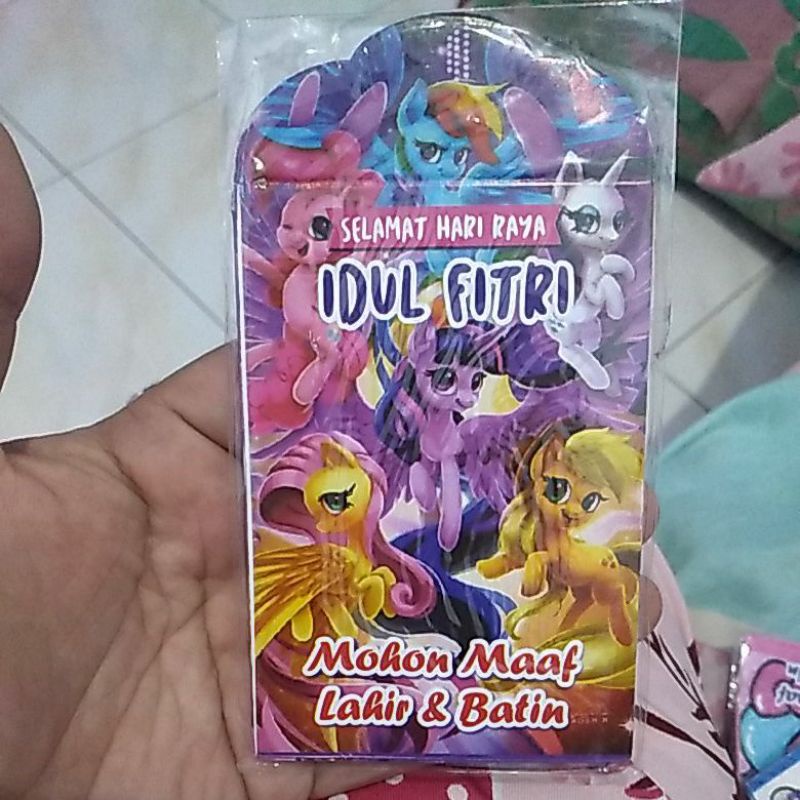 SELAMAT HARI RAYA
IDUL FITRI
Mohon Maaf
Lahir & Batin